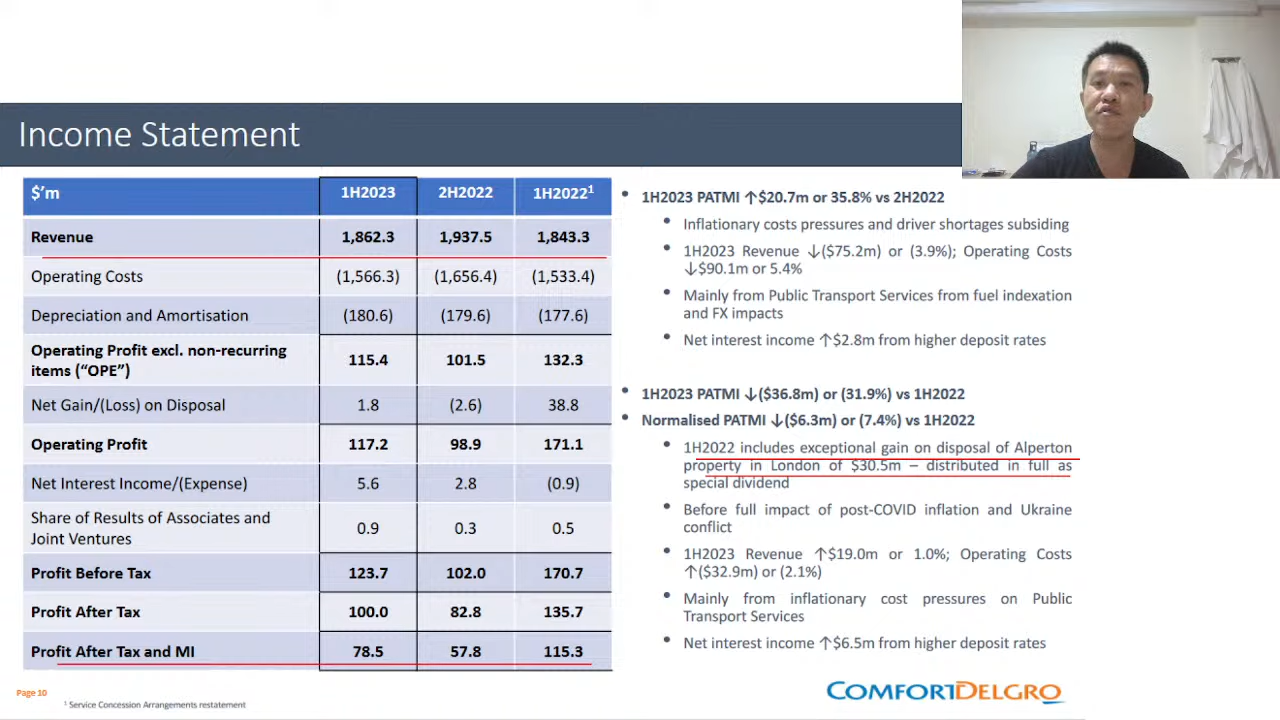 Income Statement
$'m 1H2023 2H2022 1H2022¹
Revenue 1,862.3 1,937.5 1,843.3
Operating Costs (1,566.3) (1,656.4) (1,533.4)
Depreciation and Amortisation (180.6) (179.6) (177.6)
Operating Profit excl. non-recurring
items ("OPE") 115.4 101.5 132.3
Net Gain/(Loss) on Disposal 1.8 (2.6) 38.8
Operating Profit 117.2 98.9 171.1
Net Interest Income/(Expense) 5.6 2.8 (0.9)
Share of Results of Associates and
Joint Ventures 0.9 0.3 0.5
Profit Before Tax 123.7 102.0 170.7
Profit After Tax 100.0 82.8 135.7
Profit After Tax and MI 78.5 57.8 115.3
• 1H2023 PATMI ↑$20.7m or 35.8% vs 2H2022
• Inflationary costs pressures and driver shortages subsiding
• 1H2023 Revenue ↓($75.2m) or (3.9%); Operating Costs
↓$90.1m or 5.4%
• Mainly from Public Transport Services from fuel indexation
and FX impacts
• Net interest income ↑$2.8m from higher deposit rates
• 1H2023 PATMI ↓($36.8m) or (31.9%) vs 1H2022
• Normalised PATMI ↓($6.3m) or (7.4%) vs 1H2022
• 1H2022 includes exceptional gain on disposal of Alperton
property in London of $30.5m – distributed in full as
special dividend
• Before full impact of post-COVID inflation and Ukraine
conflict
• 1H2023 Revenue ↑$19.0m or 1.0%; Operating Costs
↑($32.9m) or (2.1%)
• Mainly from inflationary cost pressures on Public
Transport Services
• Net interest income ↑$6.5m from higher deposit rates
Page 10
¹ Service Concession Arrangements restatement
COMFORTDELGRO